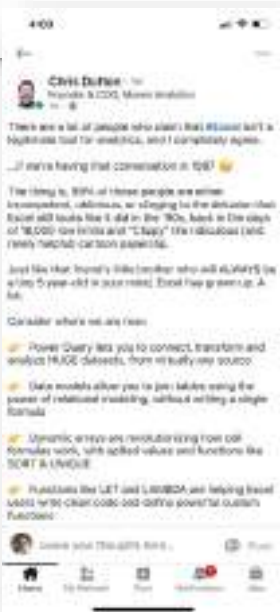 4:03
Chris Dutton
Founder & COO, Maven Analytics
There are a lot of people who claim that #Excel isn't a
legitimate tool for analytics, and I completely agree.
...if we're having that conversation in 1997
The thing is, 99% of those people are either
incompetent, oblivious, or clinging to the delusion that
Excel still looks like it did in the '90s, back in the days
of 16,000 row limits and "Clippy" the ridiculous (and
rarely helpful) cartoon paperclip.
Just like that friend's little brother who will ALWAYS be
a tiny 5 year-old in your mind, Excel has grown up. A
lot.
Consider where we are now:
Power Query lets you to connect, transform and
analyze HUGE datasets, from virtually any source
Data models allow you to join tables using the
power of relational modeling, without writing a single
formula
Dynamic arrays are revolutionizing how cell
formulas work, with spilled values and functions like
SORT & UNIQUE
Functions like LET and LAMBDA are helping Excel
users write clean code and define powerful custom
functions
Leave your thoughts here...
Post
Home
My Network
Post
Notifications
Jobs